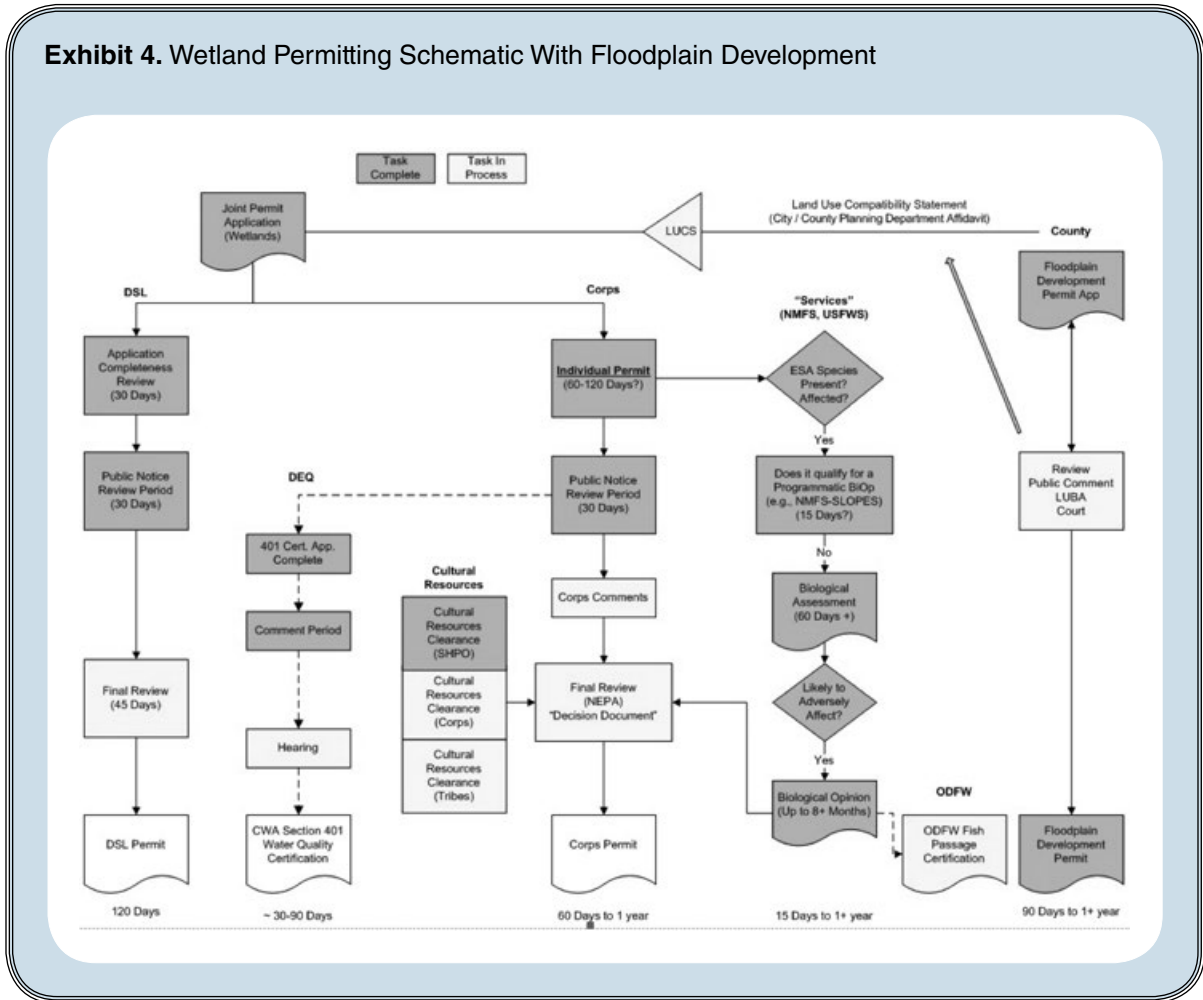 Exhibit 4. Wetland Permitting Schematic With Floodplain Development
Task
Complete
Task In
Process
Joint Permit
Application
(Wetlands)
LUCS
Land Use Compatibility Statement
(City / County Planning Department Affidavit)
County
Floodplain
Development
Permit App
DSL
Corps
"Services"
(NMFS, USFWS)
Application
Completeness
Review
(30 Days)
Individual Permit
(60-120 Days?)
ESA Species
Present?
Affected?
Yes
Public Notice
Review Period
(30 Days)
DEQ
Public Notice
Review Period
(30 Days)
Does it qualify for a
Programmatic BiOp
(e.g., NMFS-SLOPES)
(15 Days?)
Review
Public Comment
LUBA
Court
No
401 Cert. App.
Complete
Cultural
Resources
Corps Comments
Biological
Assessment
(60 Days +)
Comment Period
Cultural
Resources
Clearance
(SHPO)
Final Review
(45 Days)
Cultural
Resources
Clearance
(Corps)
Final Review
(NEPA)
"Decision Document"
Likely to
Adversely
Affect?
Hearing
Cultural
Resources
Clearance
(Tribes)
Yes
Biological Opinion
(Up to 8+ Months)
ODFW
DSL Permit
CWA Section 401
Water Quality
Certification
Corps Permit
ODFW Fish
Passage
Certification
Floodplain
Development
Permit
120 Days
~ 30-90 Days
60 Days to 1 year
15 Days to 1+ year
90 Days to 1+ year